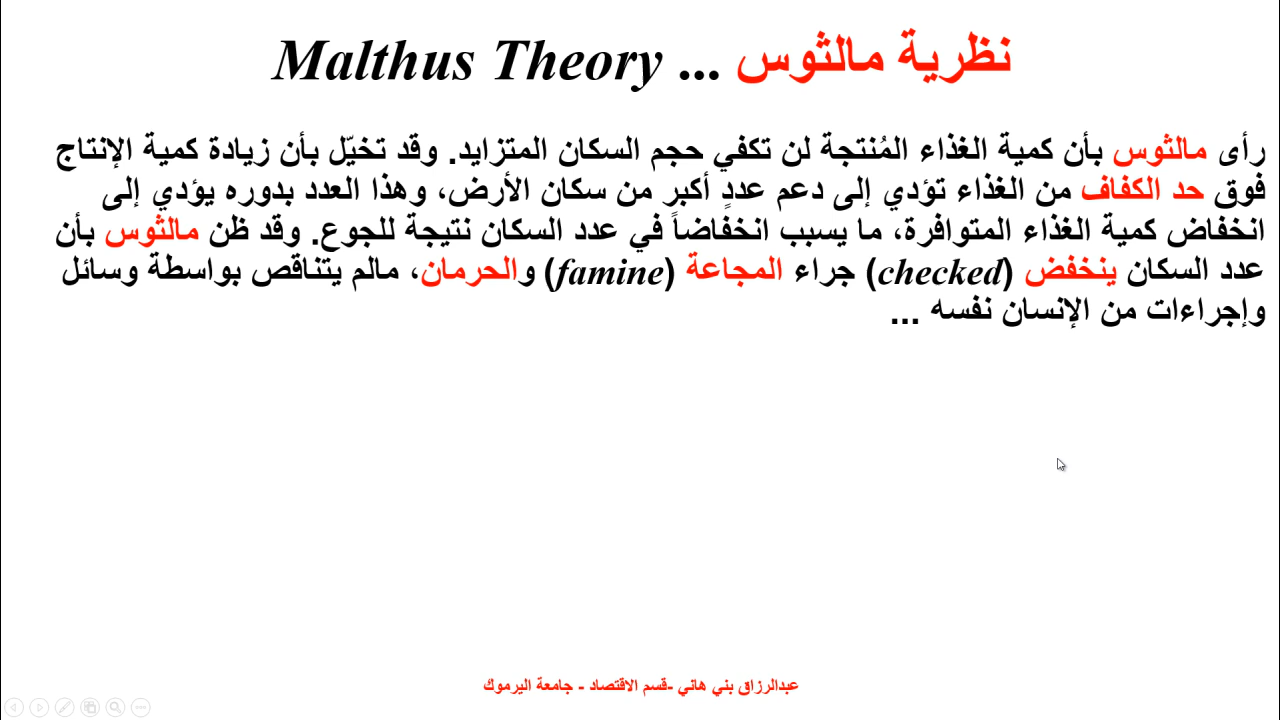 نظرية مالثوس ... Malthus Theory
رأى مالثوس بأن كمية الغذاء المُنتجة لن تكفي حجم السكان المتزايد. وقد تخيّل بأن زيادة كمية الإنتاج
فوق حد الكفاف من الغذاء تؤدي إلى دعم عددٍ أكبر من سكان الأرض، وهذا العدد بدوره يؤدي إلى
انخفاض كمية الغذاء المتوافرة، ما يسبب انخفاضاً في عدد السكان نتيجة للجوع. وقد ظن مالثوس بأن
عدد السكان ينخفض (checked) جراء المجاعة (famine) والحرمان، مالم يتناقص بواسطة وسائل
وإجراءات من الإنسان نفسه ...
عبدالرزاق بني هاني -قسم الاقتصاد - جامعة اليرموك